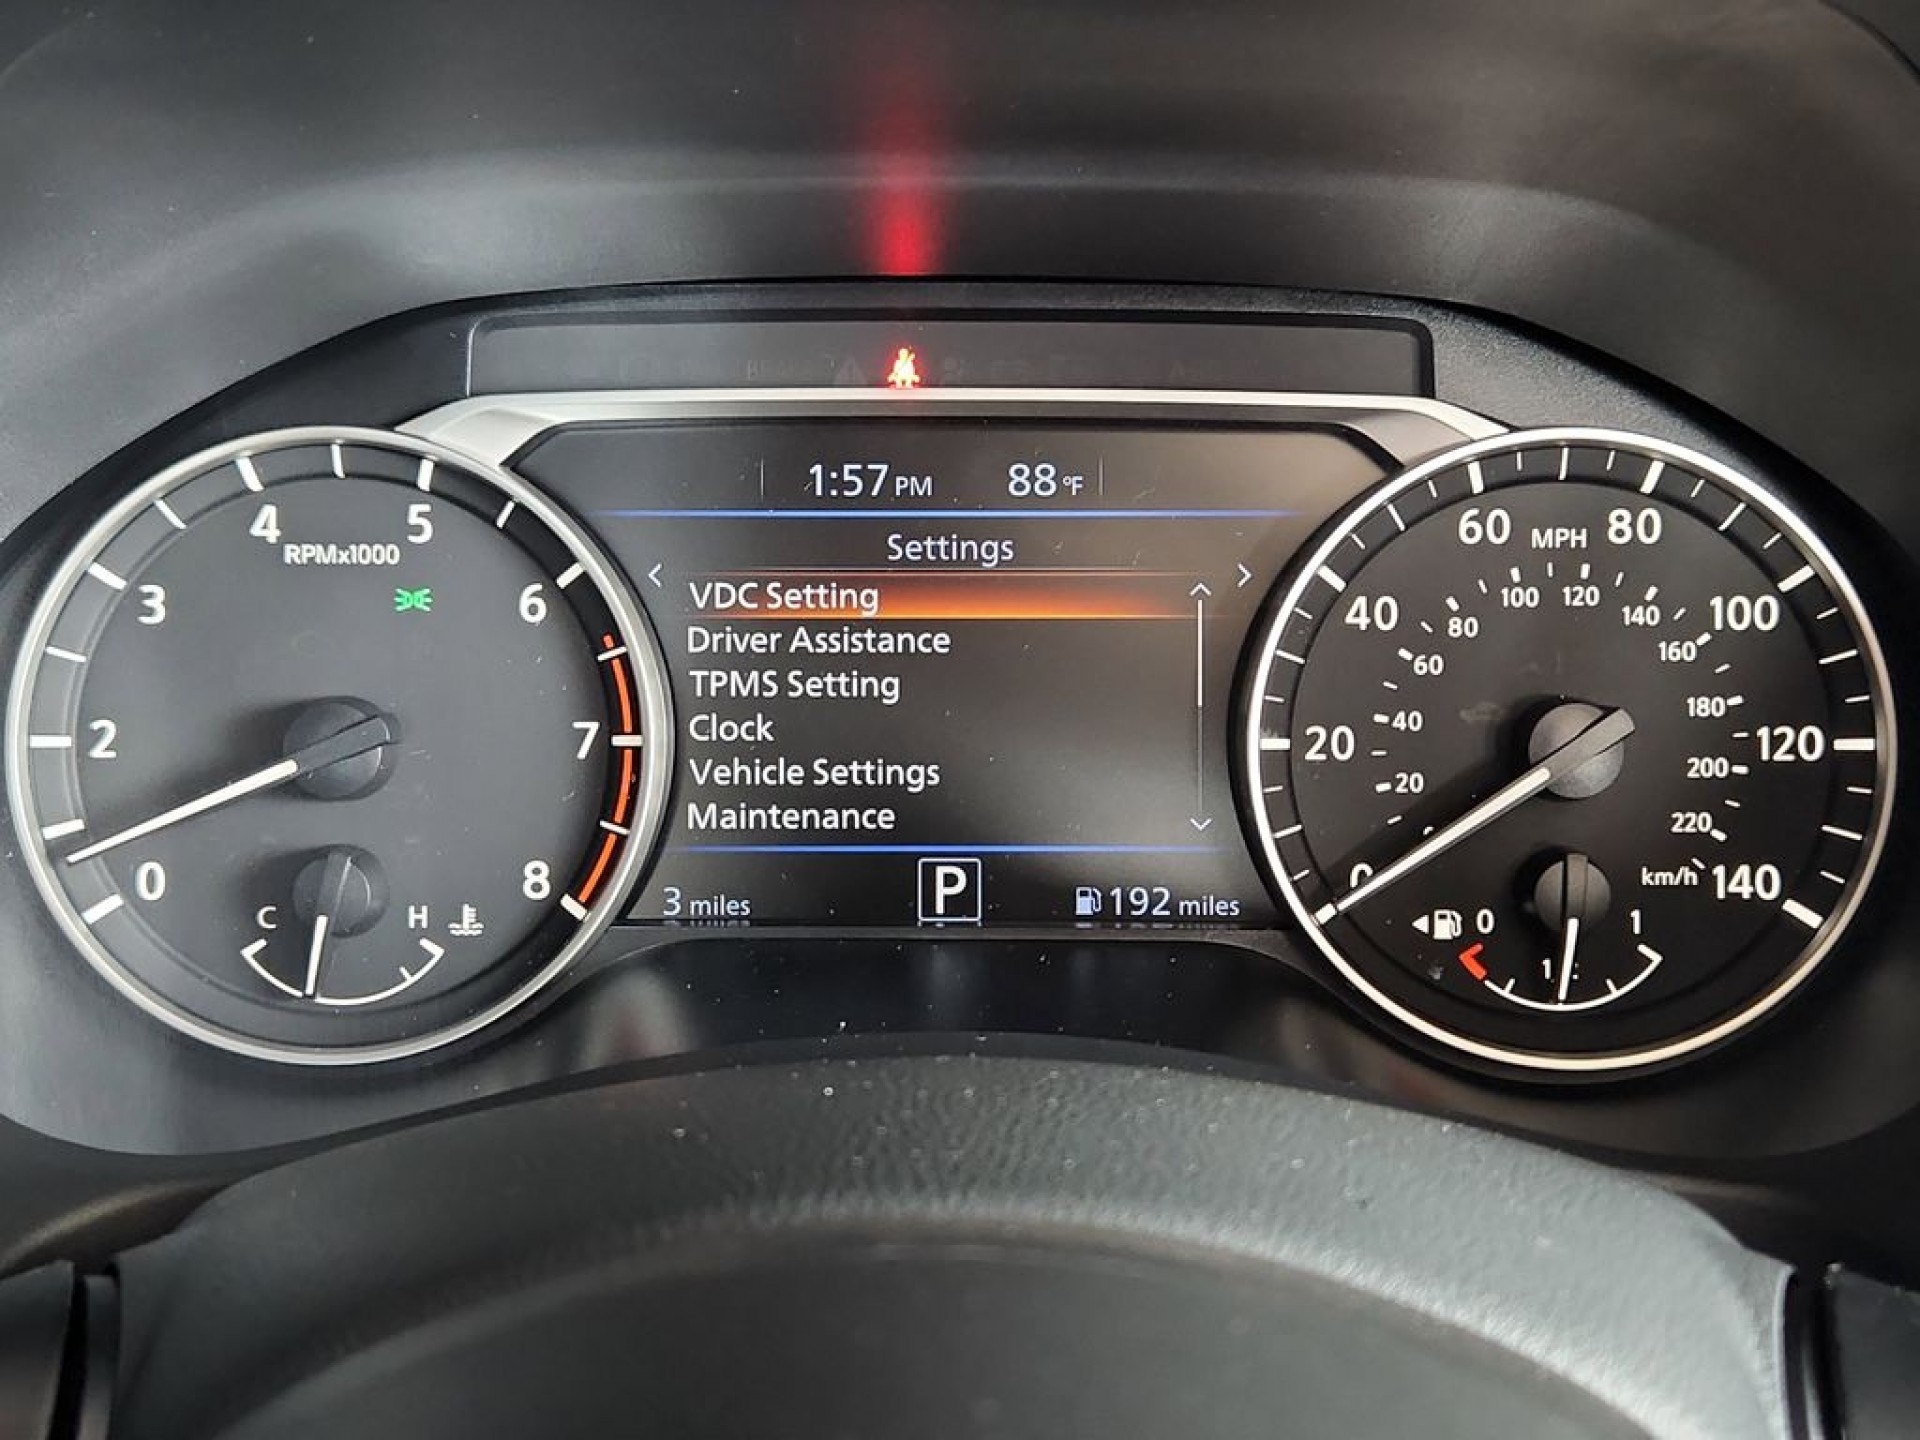 1:57 PM 88 °F
Settings
VDC Setting
Driver Assistance
TPMS Setting
Clock
Vehicle Settings
Maintenance
3 miles P 192 miles
0 2 3 4 5 6 7 8
RPMx1000
C H
0 20 40 60 80 100 120 140
MPH
20 40 60 80 100 120 140 160 180 200 220
km/h
0 1